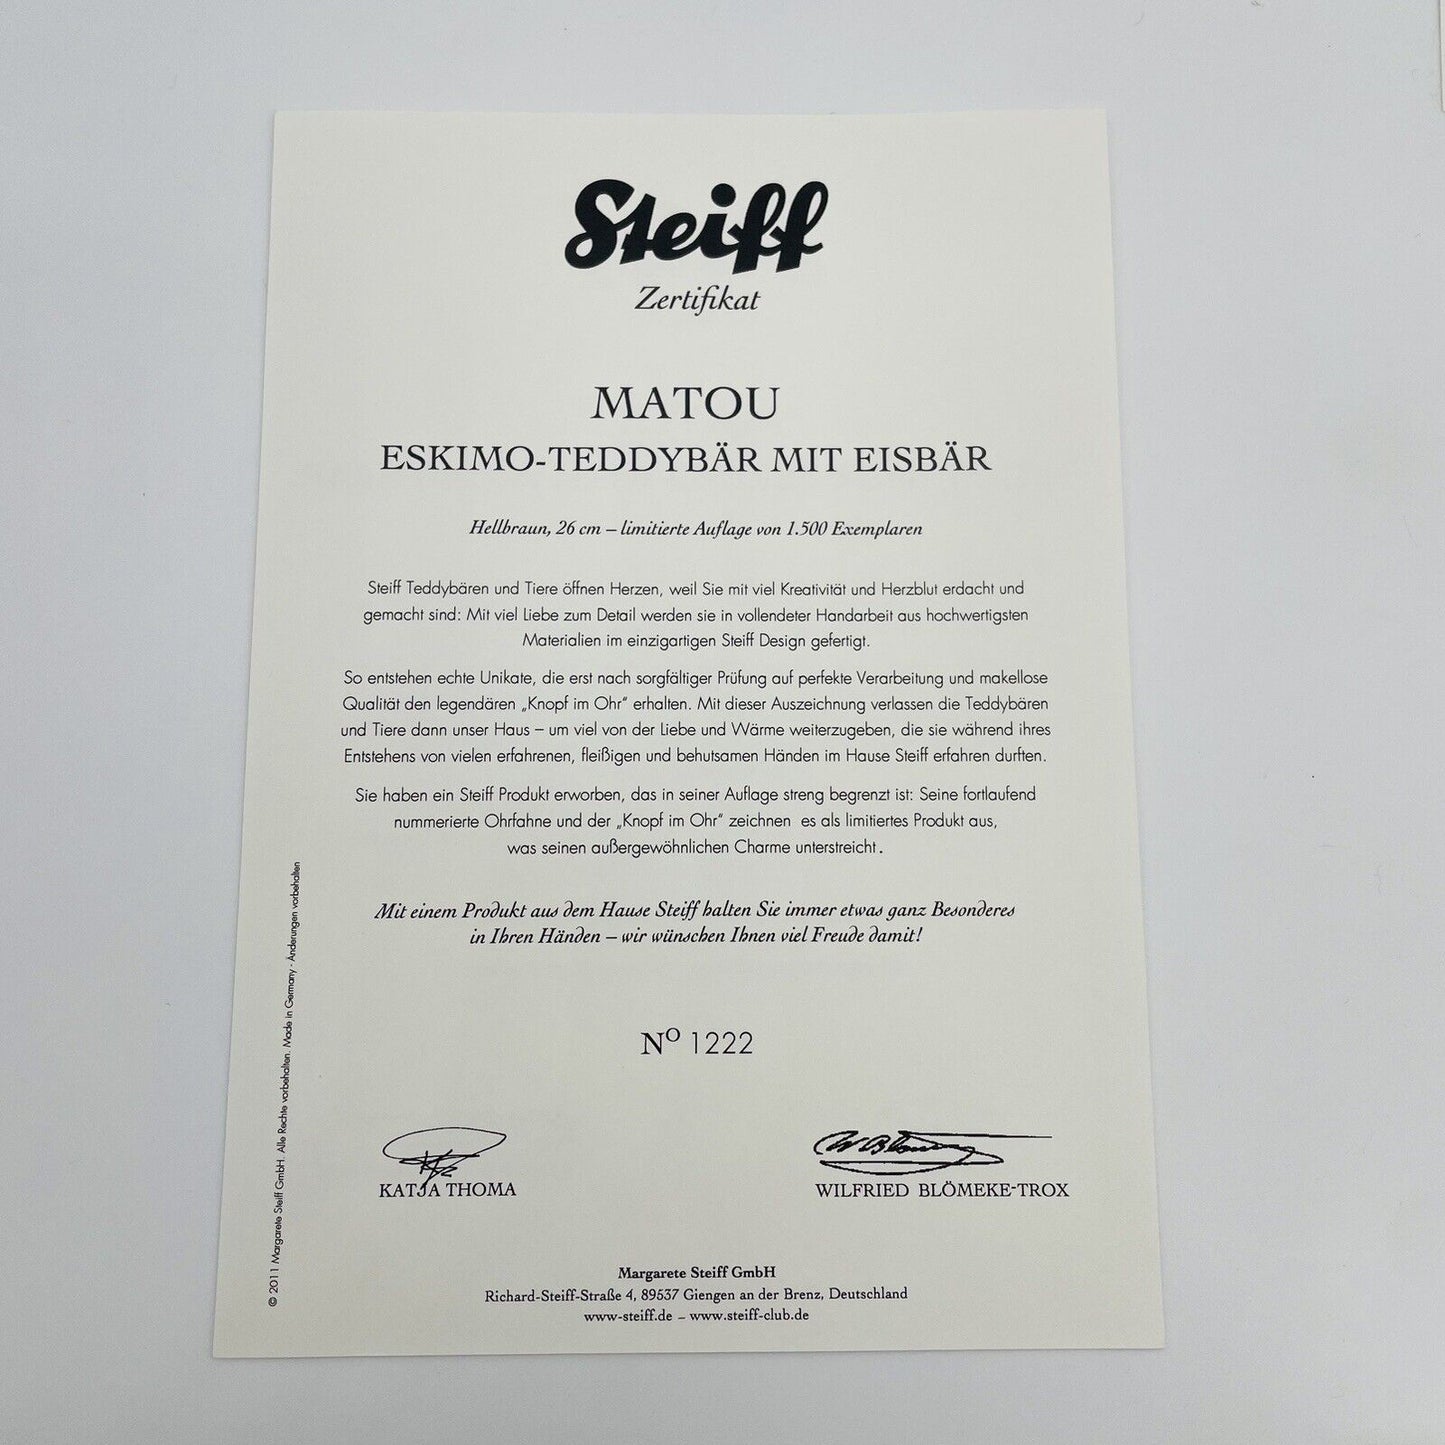 Steiff
Zertifikat
MATOU
ESKIMO-TEDDYBÄR MIT EISBÄR
Hellbraun, 26 cm – limitierte Auflage von 1.500 Exemplaren
Steiff Teddybären und Tiere öffnen Herzen, weil Sie mit viel Kreativität und Herzblut erdacht und
gemacht sind: Mit viel Liebe zum Detail werden sie in vollendeter Handarbeit aus hochwertigsten
Materialien im einzigartigen Steiff Design gefertigt.
So entstehen echte Unikate, die erst nach sorgfältiger Prüfung auf perfekte Verarbeitung und makellose
Qualität den legendären „Knopf im Ohr“ erhalten. Mit dieser Auszeichnung verlassen die Teddybären
und Tiere dann unser Haus – um viel von der Liebe und Wärme weiterzugeben, die sie während ihres
Entstehens von vielen erfahrenen, fleißigen und behutsamen Händen im Hause Steiff erfahren durften.
Sie haben ein Steiff Produkt erworben, das in seiner Auflage streng begrenzt ist: Seine fortlaufend
nummerierte Ohrfahne und der „Knopf im Ohr“ zeichnen es als limitiertes Produkt aus,
was seinen außergewöhnlichen Charme unterstreicht.
Mit einem Produkt aus dem Hause Steiff halten Sie immer etwas ganz Besonderes
in Ihren Händen – wir wünschen Ihnen viel Freude damit!
Nº 1222
KATJA THOMA
WILFRIED BLÖMEKE-TROX
Margarete Steiff GmbH
Richard-Steiff-Straße 4, 89537 Giengen an der Brenz, Deutschland
www-steiff.de – www.steiff-club.de
© 2011 Margarete Steiff GmbH. Alle Rechte vorbehalten. Made in Germany · Änderungen vorbehalten